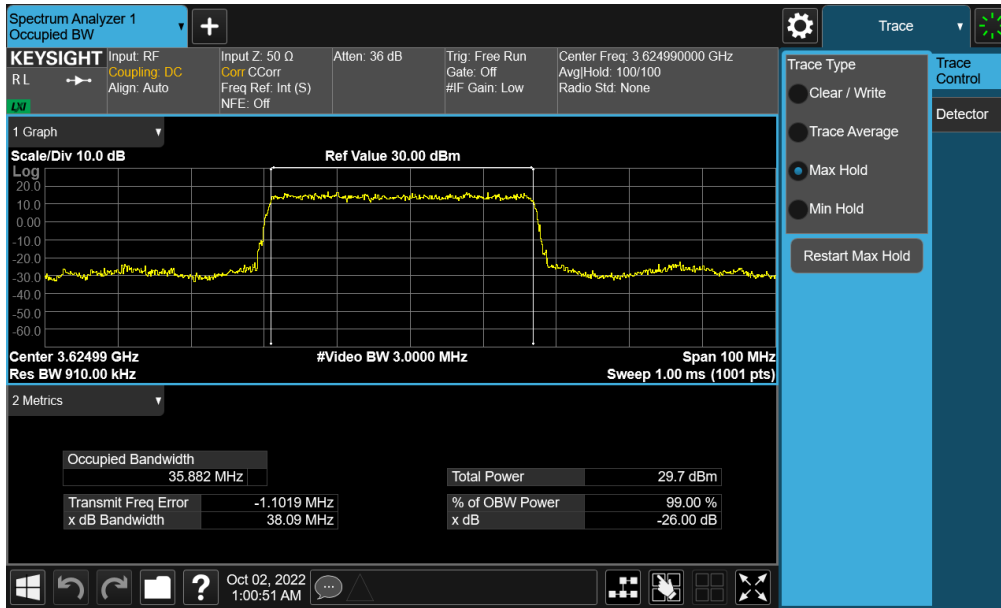 Spectrum Analyzer 1
Occupied BW
+
Trace
KEYSIGHT
R L
LXI
Input: RF
Coupling: DC
Align: Auto
Input Z: 50 Ω
Corr CCorr
Freq Ref: Int (S)
NFE: Off
Atten: 36 dB
Trig: Free Run
Gate: Off
#IF Gain: Low
Center Freq: 3.624990000 GHz
Avg|Hold: 100/100
Radio Std: None
Trace Type
Clear / Write
Trace Average
Max Hold
Min Hold
Restart Max Hold
Trace
Control
Detector
1 Graph
Scale/Div 10.0 dB
Ref Value 30.00 dBm
Log
20.0
10.0
0.00
-10.0
-20.0
-30.0
-40.0
-50.0
-60.0
Center 3.62499 GHz
#Video BW 3.0000 MHz
Span 100 MHz
Res BW 910.00 kHz
Sweep 1.00 ms (1001 pts)
2 Metrics
Occupied Bandwidth
35.882 MHz
Total Power 29.7 dBm
Transmit Freq Error -1.1019 MHz
% of OBW Power 99.00 %
x dB Bandwidth 38.09 MHz
x dB -26.00 dB
?
Oct 02, 2022
1:00:51 AM